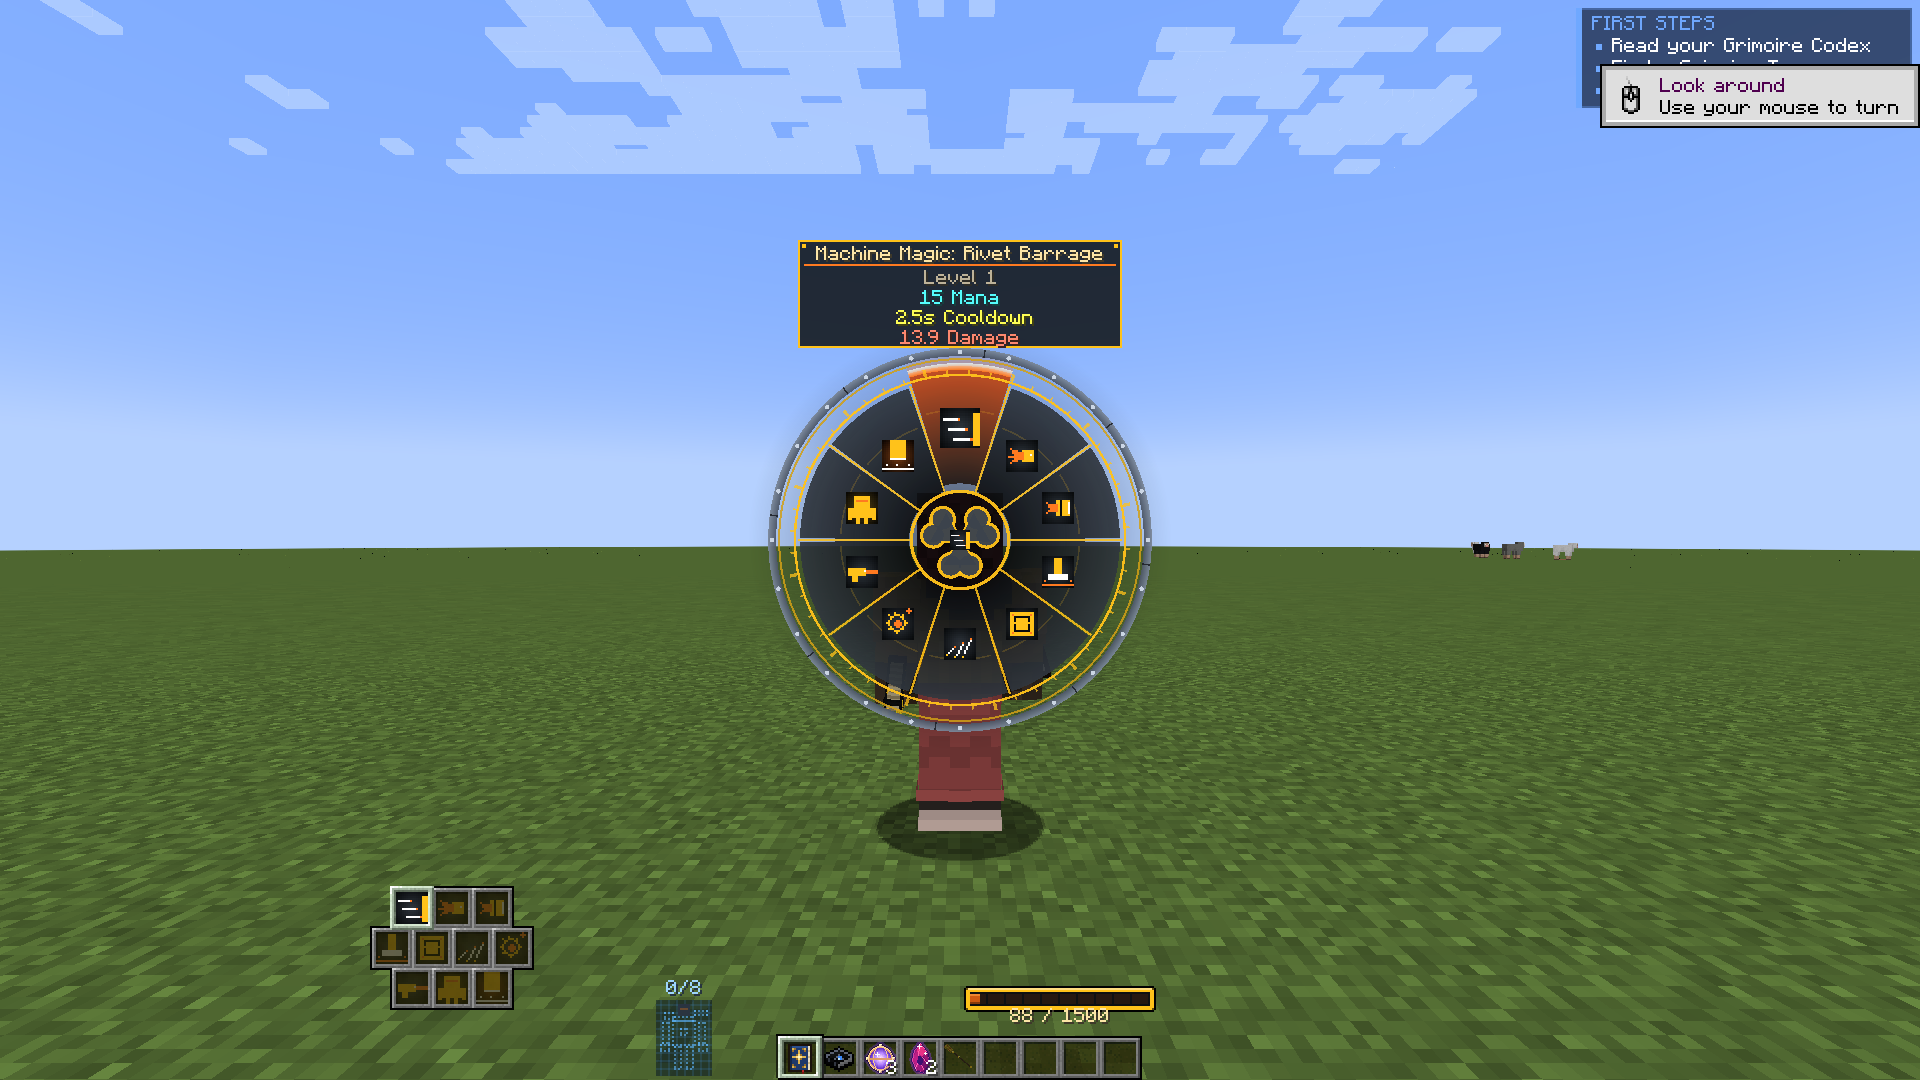 FIRST STEPS
Read your Grimoire Codex
Look around
Use your mouse to turn
Machine Magic: Rivet Barrage
Level 1
15 Mana
2.5s Cooldown
13.9 Damage
0/8
88 / 1500
3
2